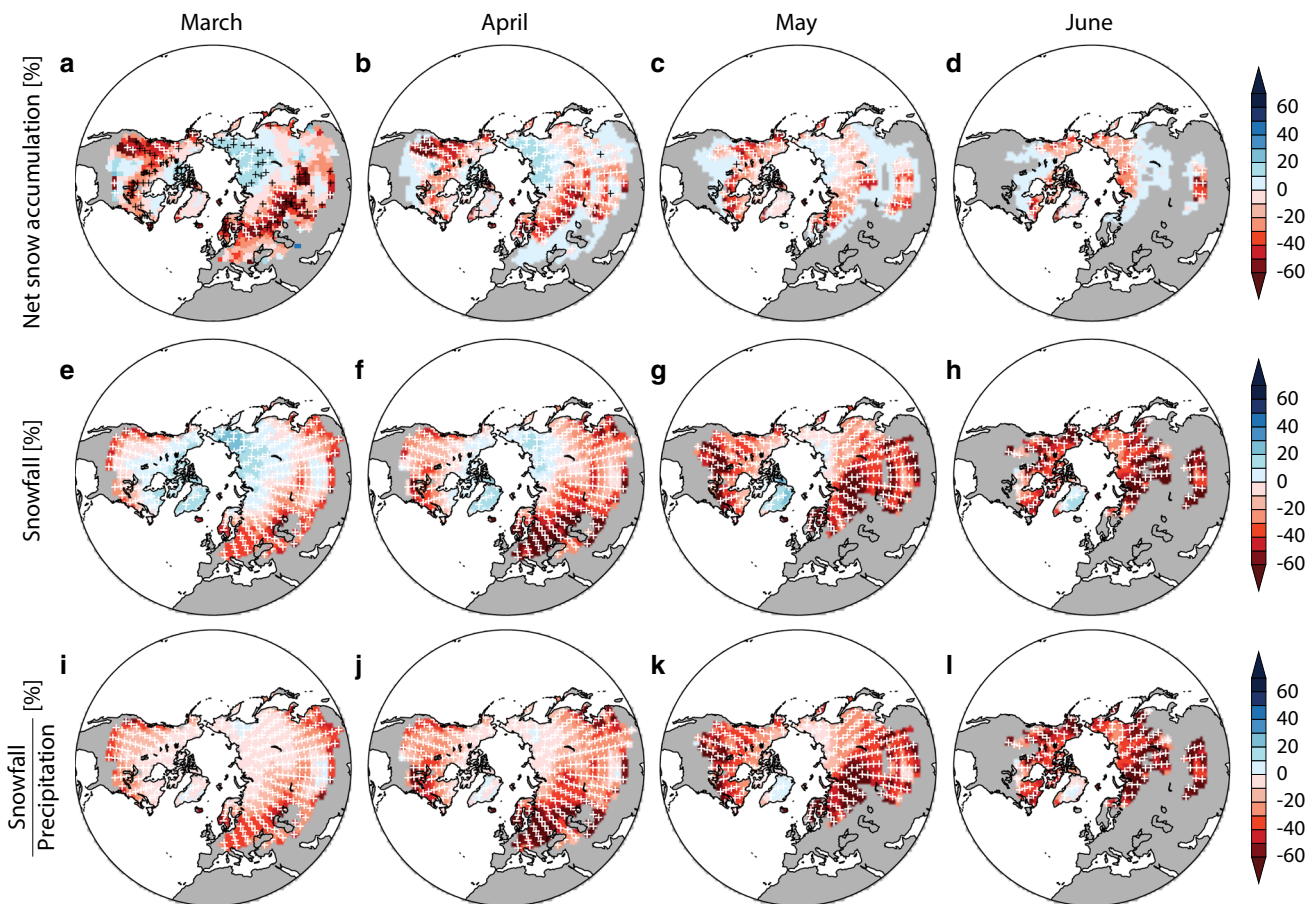 March
April
May
June
Net snow accumulation [%]
a
b
c
d
60
40
20
0
-20
-40
-60
Snowfall [%]
e
f
g
h
60
40
20
0
-20
-40
-60
Snowfall
Precipitation
[%]
i
j
k
l
60
40
20
0
-20
-40
-60